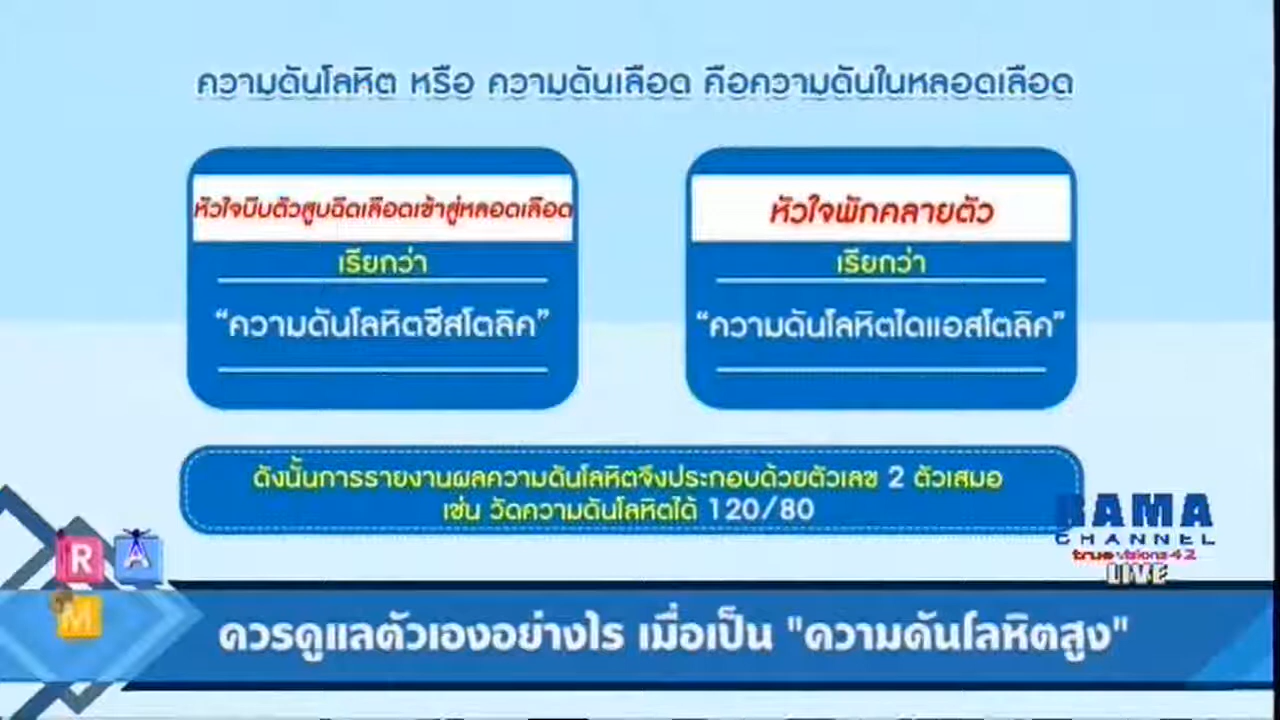 ความดันโลหิต หรือ ความดันเลือด คือความดันในหลอดเลือด
หัวใจบีบตัวสูบฉีดเลือดเข้าสู่หลอดเลือด
เรียกว่า
“ความดันโลหิตซีสโตลิค”
หัวใจพักคลายตัว
เรียกว่า
“ความดันโลหิตไดแอสโตลิค”
ดังนั้นการรายงานผลความดันโลหิตจึงประกอบด้วยตัวเลข 2 ตัวเสมอ
เช่น วัดความดันโลหิตได้ 120/80
RAMA
CHANNEL
true visions 42
LIVE
R A
M
ควรดูแลตัวเองอย่างไร เมื่อเป็น "ความดันโลหิตสูง"